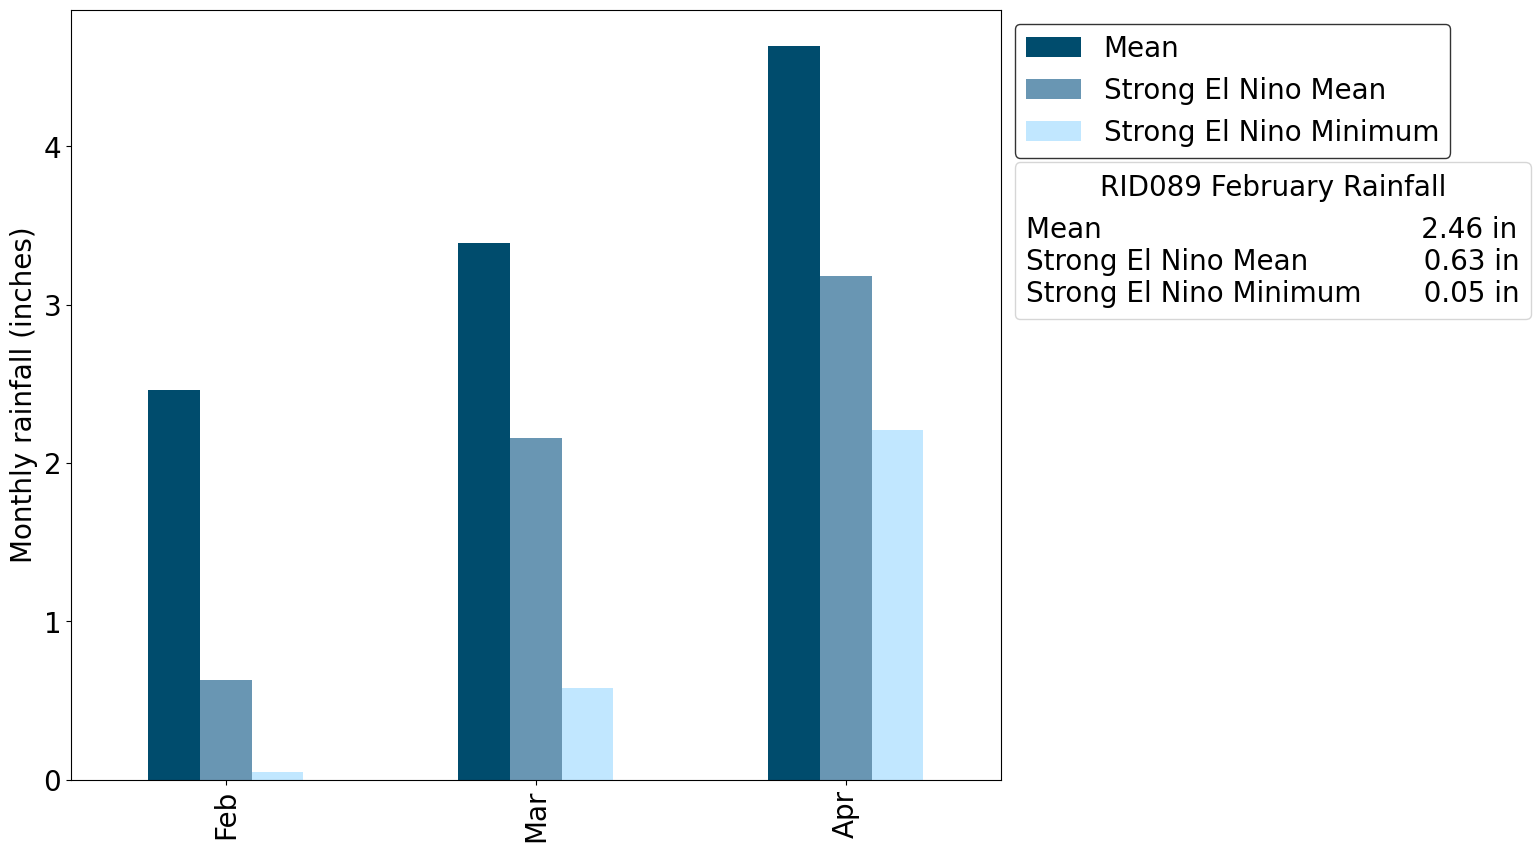 Monthly rainfall (inches)
4
3
2
1
0
Feb
Mar
Apr
Mean
Strong El Nino Mean
Strong El Nino Minimum
RID089 February Rainfall
Mean 2.46 in
Strong El Nino Mean 0.63 in
Strong El Nino Minimum 0.05 in